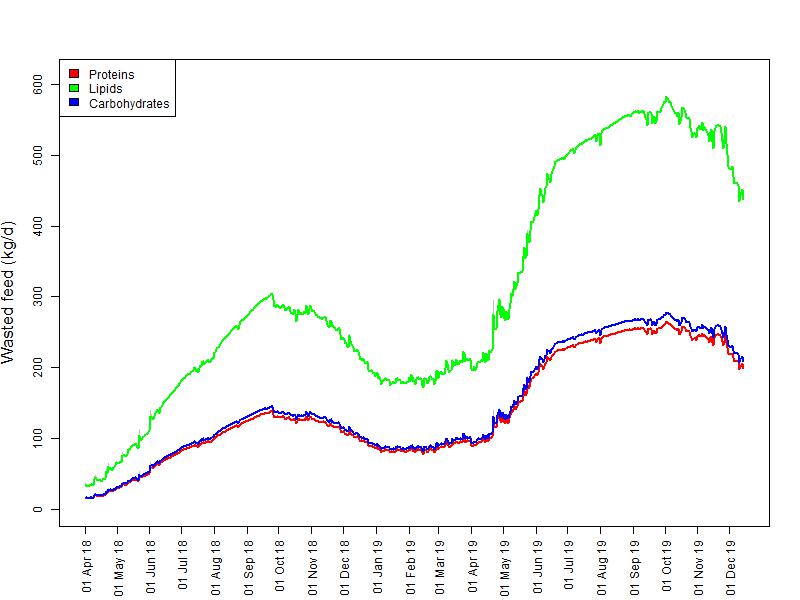 Proteins
Lipids
Carbohydrates
Wasted feed (kg/d)
600
500
400
300
200
100
0
01 Apr 18
01 May 18
01 Jun 18
01 Jul 18
01 Aug 18
01 Sep 18
01 Oct 18
01 Nov 18
01 Dec 18
01 Jan 19
01 Feb 19
01 Mar 19
01 Apr 19
01 May 19
01 Jun 19
01 Jul 19
01 Aug 19
01 Sep 19
01 Oct 19
01 Nov 19
01 Dec 19